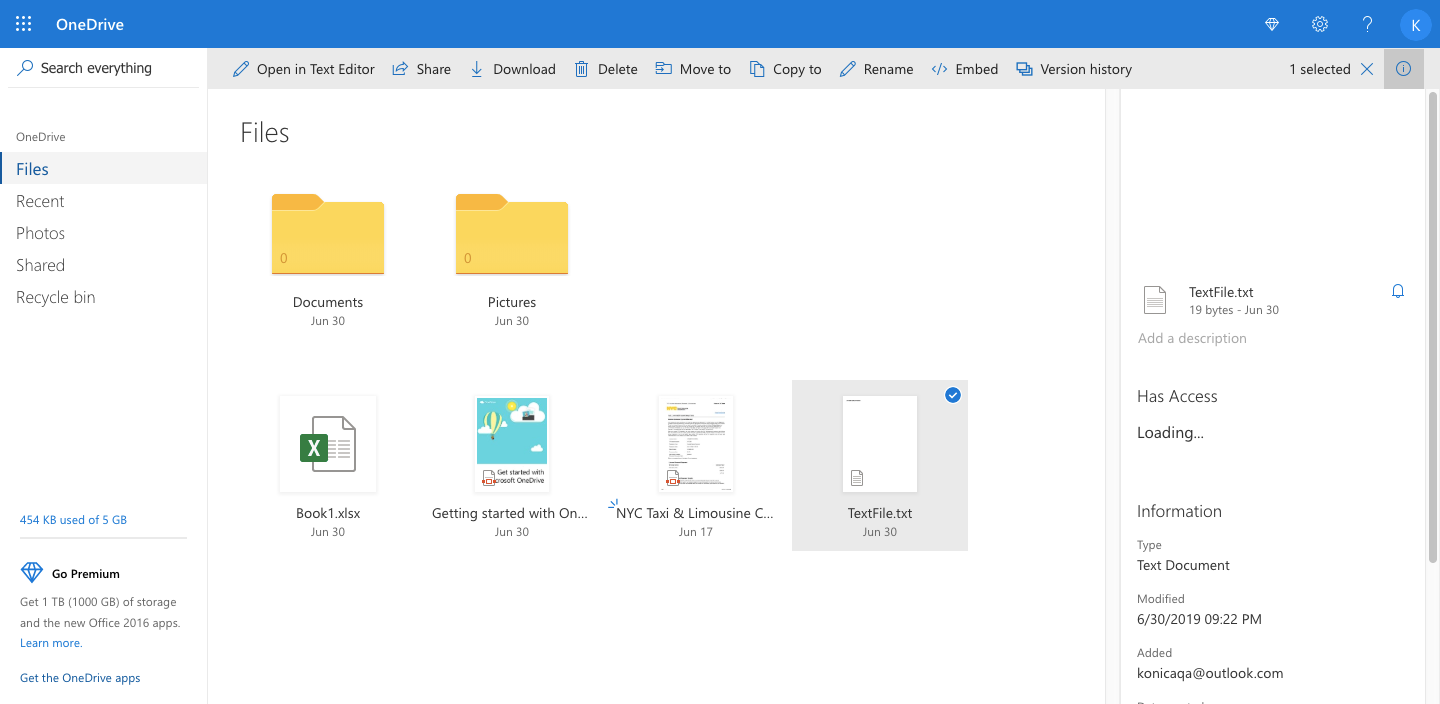 OneDrive
K
Search everything
Open in Text Editor
Share
Download
Delete
Move to
Copy to
Rename
Embed
Version history
1 selected
OneDrive
Files
Recent
Photos
Shared
Recycle bin
454 KB used of 5 GB
Go Premium
Get 1 TB (1000 GB) of storage
and the new Office 2016 apps.
Learn more.
Get the OneDrive apps
Files
0
Documents
Jun 30
0
Pictures
Jun 30
X
Book1.xlsx
Jun 30
Get started with
crosoft OneDrive
Getting started with On...
Jun 30
NYC Taxi & Limousine C...
Jun 17
TextFile.txt
Jun 30
TextFile.txt
19 bytes - Jun 30
Add a description
Has Access
Loading...
Information
Type
Text Document
Modified
6/30/2019 09:22 PM
Added
konicaqa@outlook.com